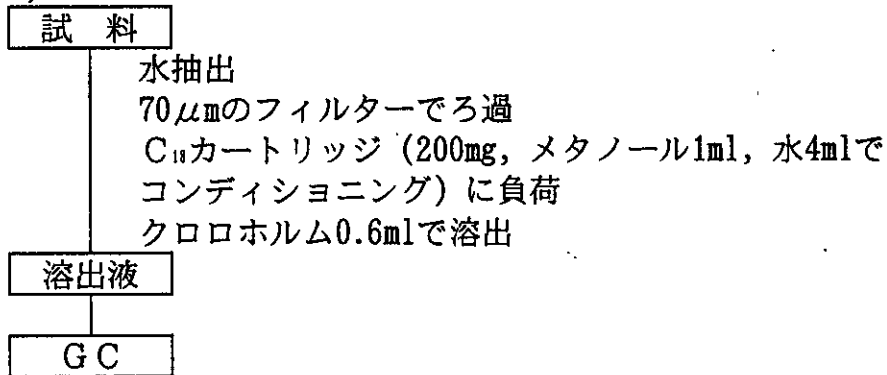 試 料
水抽出
70μmのフィルターでろ過
C₁₈カートリッジ (200mg, メタノール1ml, 水4mlで
コンディショニング) に負荷
クロロホルム0.6mlで溶出
溶出液
GC